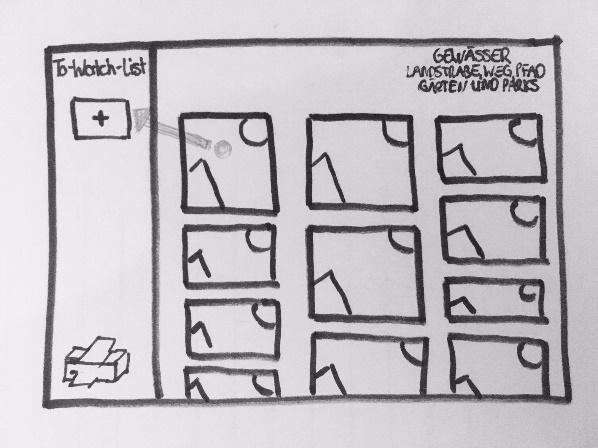 To-Watch-List
+
GEWÄSSER
LANDSTRAßE, WEG, PFAD
GÄRTEN UND PARKS